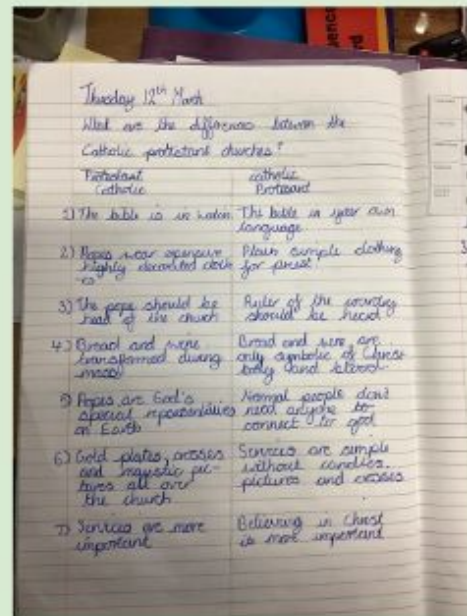 Thursday 12th March
What are the differences between the
Catholic protestant churches?
Protestant catholic
Catholic Protestant
1) The bible is in The bible in your own
language.
2) Popes wear expensive Plain simple clothing
highly decorated for priest
3) The pope should be Ruler of the country
head of the church should be head
4) Bread and wine Bread and wine are
transformed during only symbolic of
mass body and blood
5) Popes are God's Normal people don't
special need anyone to
on Earth connect to god
6) Gold plates, crosses Services are simple
and majestic pic- without candles,
tures all over pictures and crosses
the church
7) Services are more Believing in Christ
important is more important